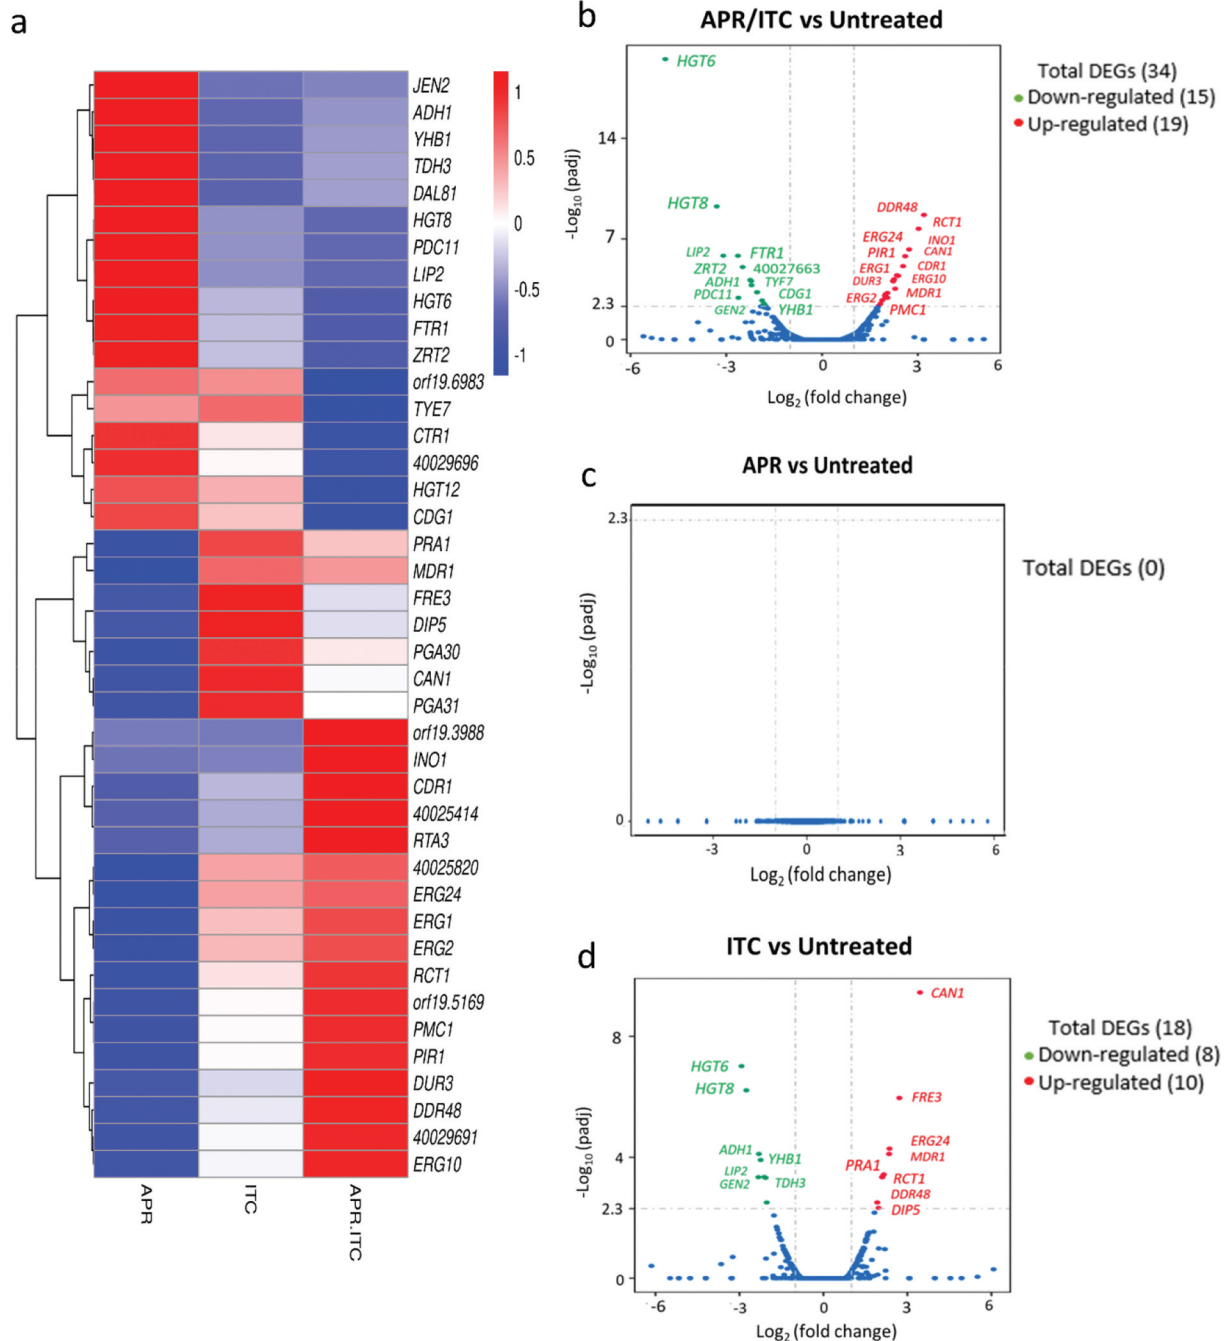 a
JEN2
ADH1
YHB1
TDH3
DAL81
HGT8
PDC11
LIP2
HGT6
FTR1
ZRT2
orf19.6983
TYE7
CTR1
40029696
HGT12
CDG1
PRA1
MDR1
FRE3
DIP5
PGA30
CAN1
PGA31
orf19.3988
INO1
CDR1
40025414
RTA3
40025820
ERG24
ERG1
ERG2
RCT1
orf19.5169
PMC1
PIR1
DUR3
DDR48
40029691
ERG10
1
0.5
0
-0.5
-1
APR
ITC
APR.ITC
b
APR/ITC vs Untreated
-Log10 (padj)
14
7
2.3
0
HGT6
HGT8
LIP2
FTR1
ZRT2
40027663
ADH1
TYF7
PDC11
CDG1
GEN2
YHB1
DDR48
RCT1
ERG24
INO1
PIR1
CAN1
ERG1
CDR1
DUR3
ERG10
ERG2
MDR1
PMC1
-6
-3
0
3
6
Log2 (fold change)
Total DEGs (34)
Down-regulated (15)
Up-regulated (19)
c
APR vs Untreated
-Log10 (padj)
2.3
0
-3
0
3
6
Log2 (fold change)
Total DEGs (0)
d
ITC vs Untreated
-Log10 (padj)
8
4
2.3
0
CAN1
HGT6
HGT8
FRE3
ADH1
YHB1
LIP2
GEN2
TDH3
ERG24
MDR1
PRA1
RCT1
DDR48
DIP5
-6
-3
0
3
6
Log2 (fold change)
Total DEGs (18)
Down-regulated (8)
Up-regulated (10)